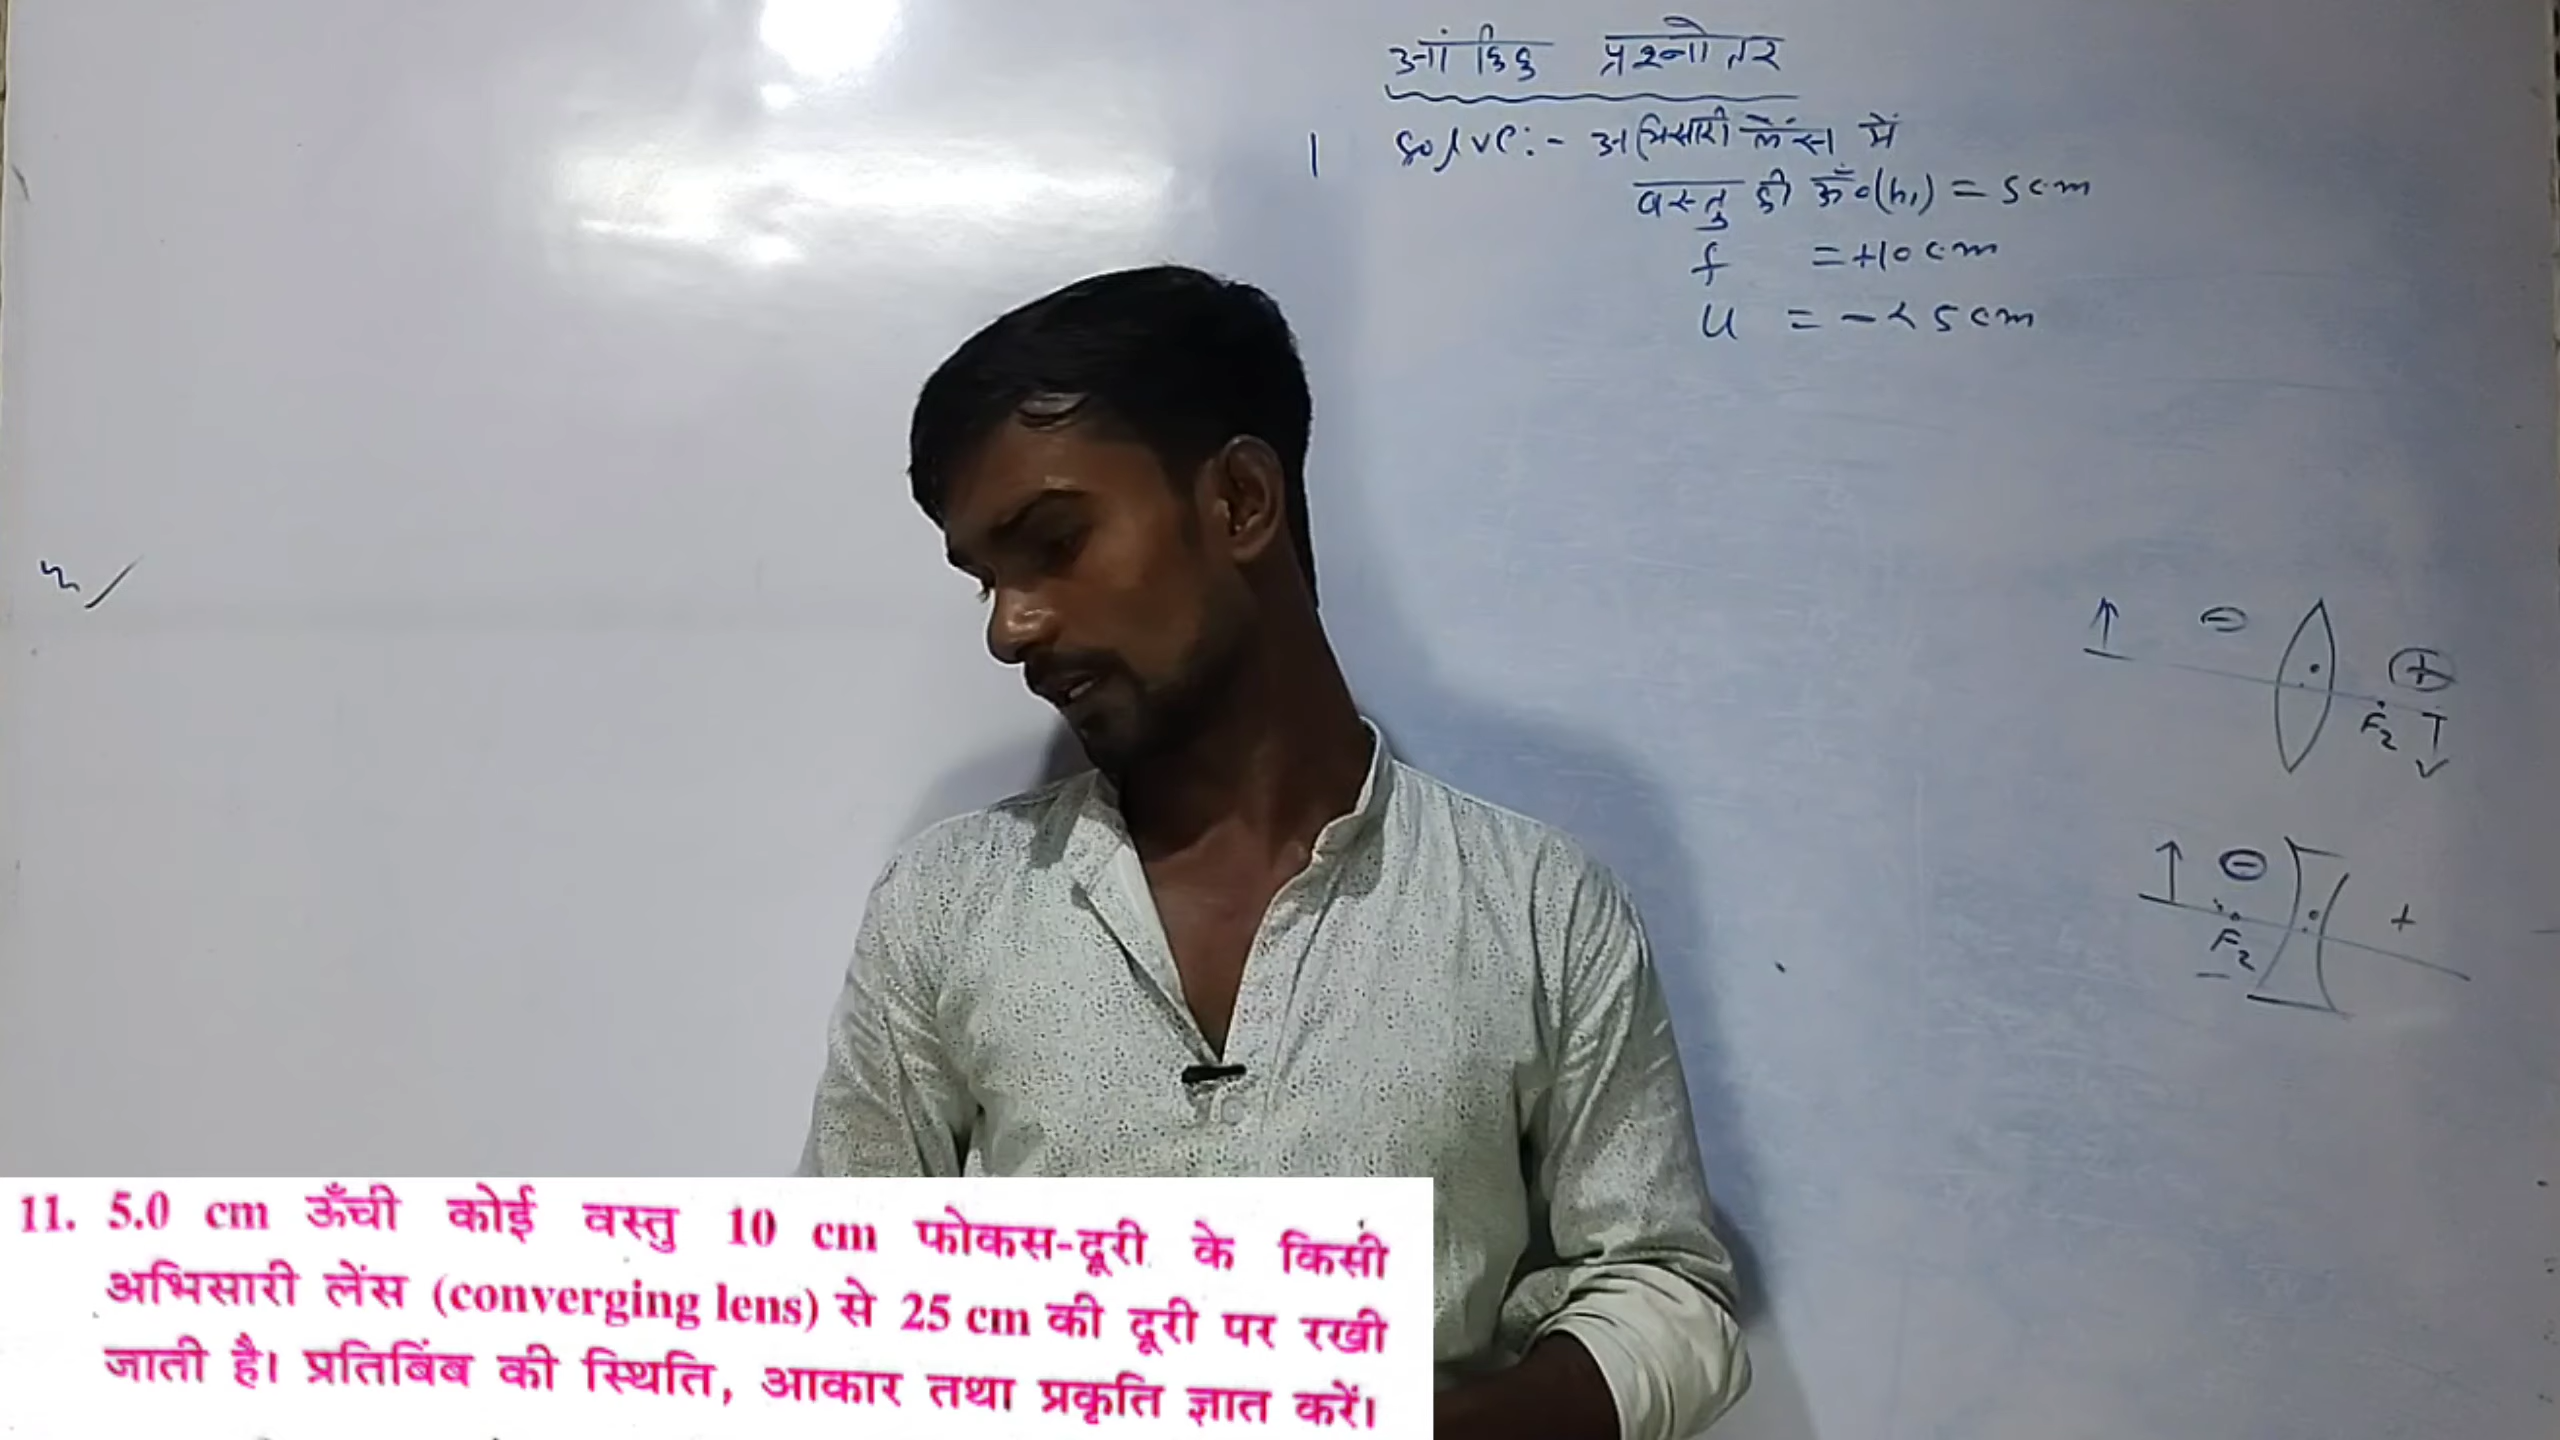 आंकिक प्रश्नोतर
1 Solve:- अभिसारी लेंस में
वस्तु की ऊँ०(h₁) = 5cm
f = +10cm
u = -25cm
⊖
⊕
F₂
⊖
+
F₂
11. 5.0 cm ऊँची कोई वस्तु 10 cm फोकस-दूरी के किसी
अभिसारी लेंस (converging lens) से 25 cm की दूरी पर रखी
जाती है। प्रतिबिंब की स्थिति, आकार तथा प्रकृति ज्ञात करें।